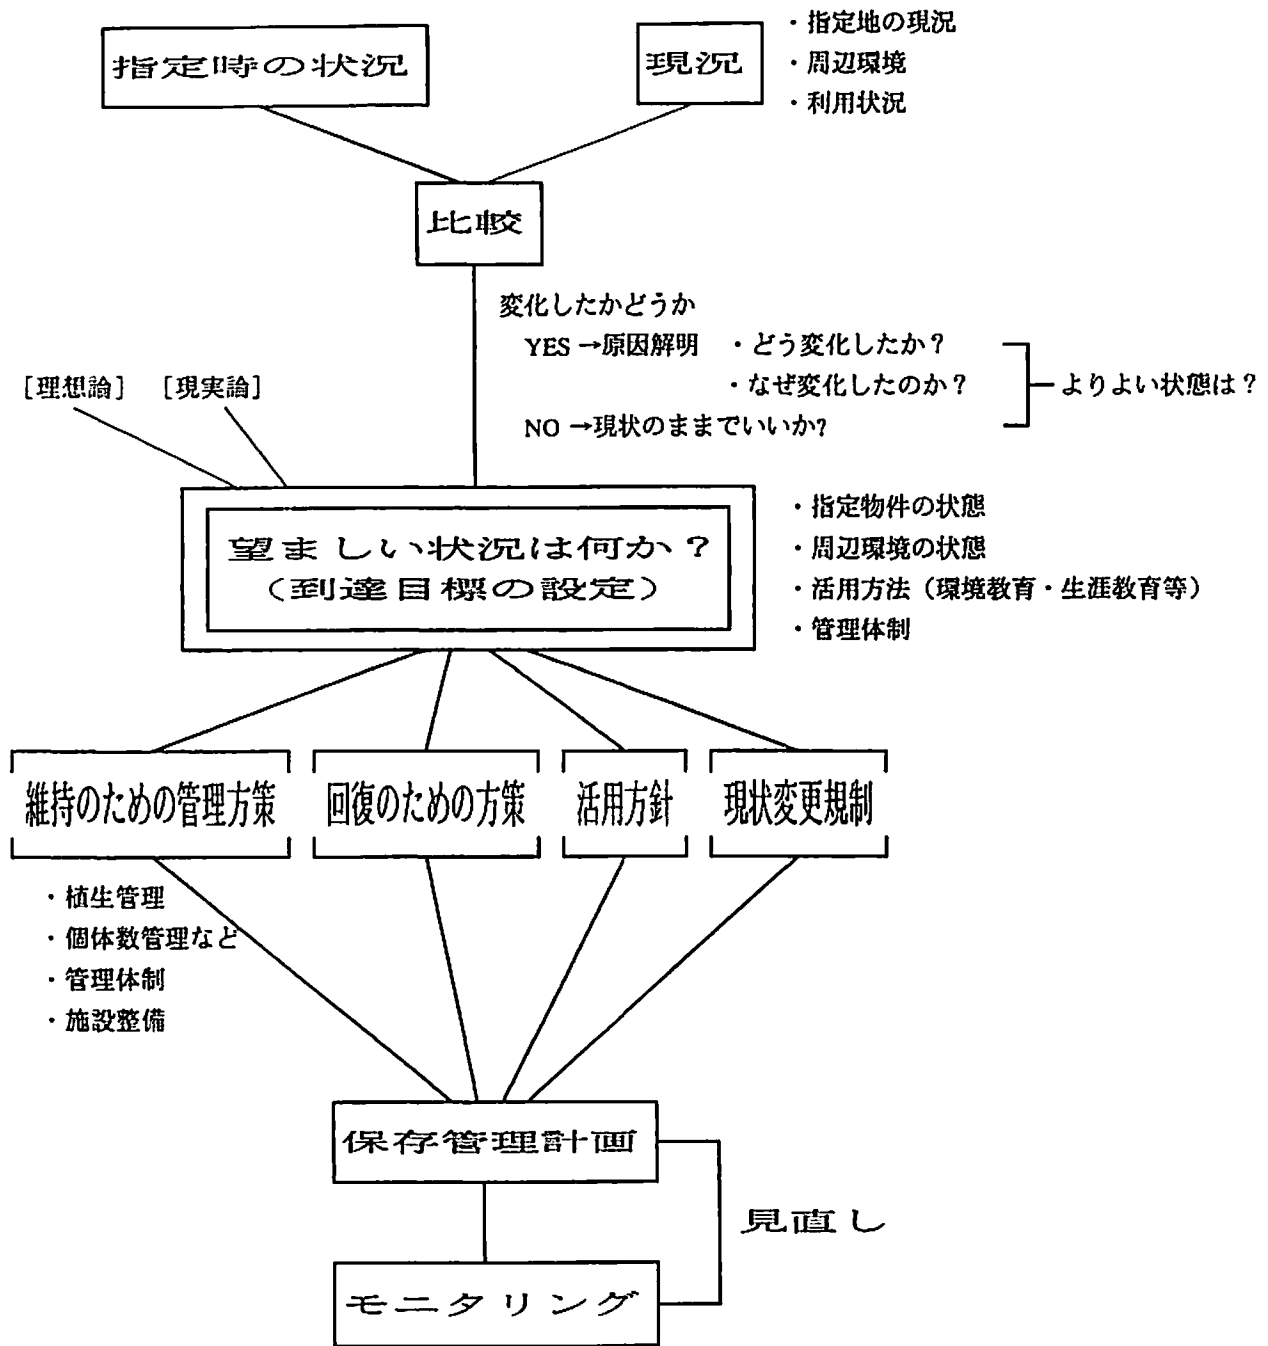 指定時の状況
現況
・指定地の現況
・周辺環境
・利用状況
比較
変化したかどうか
YES →原因解明 ・どう変化したか？
・なぜ変化したのか？
NO →現状のままでいいか?
よりよい状態は？
［理想論］ ［現実論］
望ましい状況は何か？
（到達目標の設定）
・指定物件の状態
・周辺環境の状態
・活用方法（環境教育・生涯教育等）
・管理体制
維持のための管理方策
回復のための方策
活用方針
現状変更規制
・植生管理
・個体数管理など
・管理体制
・施設整備
保存管理計画
見直し
モニタリング